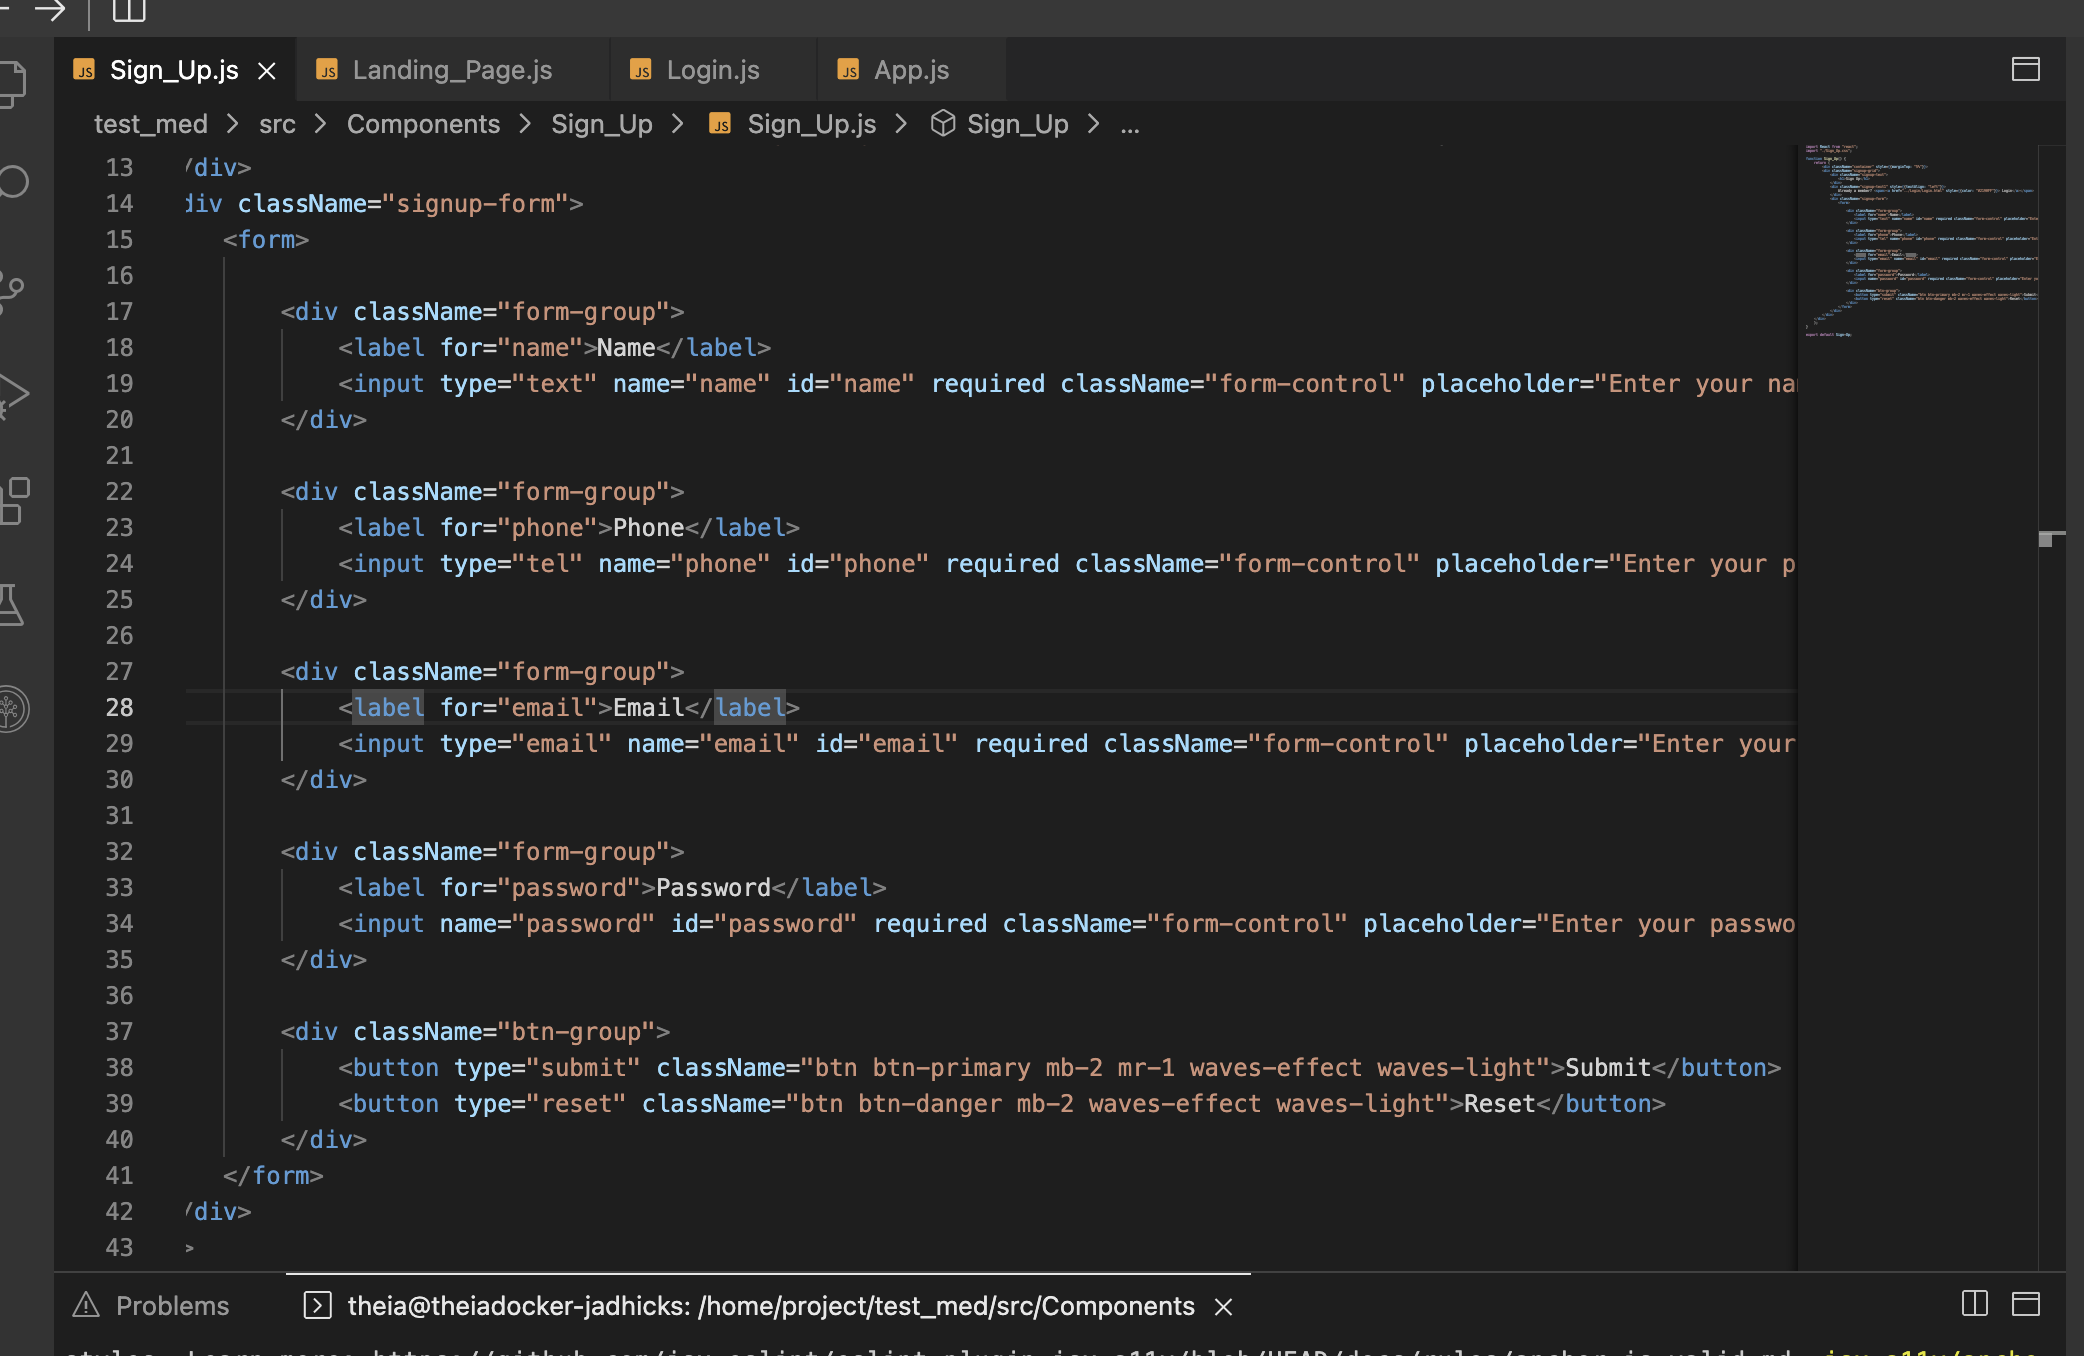 Sign_Up.js
Landing_Page.js
Login.js
App.js
test_med > src > Components > Sign_Up > JS Sign_Up.js > Sign_Up > ...
13 /div>
14 div className="signup-form">
15 <form>
16
17 <div className="form-group">
18 <label for="name">Name</label>
19 <input type="text" name="name" id="name" required className="form-control" placeholder="Enter your na
20 </div>
21
22 <div className="form-group">
23 <label for="phone">Phone</label>
24 <input type="tel" name="phone" id="phone" required className="form-control" placeholder="Enter your p
25 </div>
26
27 <div className="form-group">
28 <label for="email">Email</label>
29 <input type="email" name="email" id="email" required className="form-control" placeholder="Enter your
30 </div>
31
32 <div className="form-group">
33 <label for="password">Password</label>
34 <input name="password" id="password" required className="form-control" placeholder="Enter your passwo
35 </div>
36
37 <div className="btn-group">
38 <button type="submit" className="btn btn-primary mb-2 mr-1 waves-effect waves-light">Submit</button>
39 <button type="reset" className="btn btn-danger mb-2 waves-effect waves-light">Reset</button>
40 </div>
41 </form>
42 /div>
43 >
Problems
theia@theiadocker-jadhicks: /home/project/test_med/src/Components